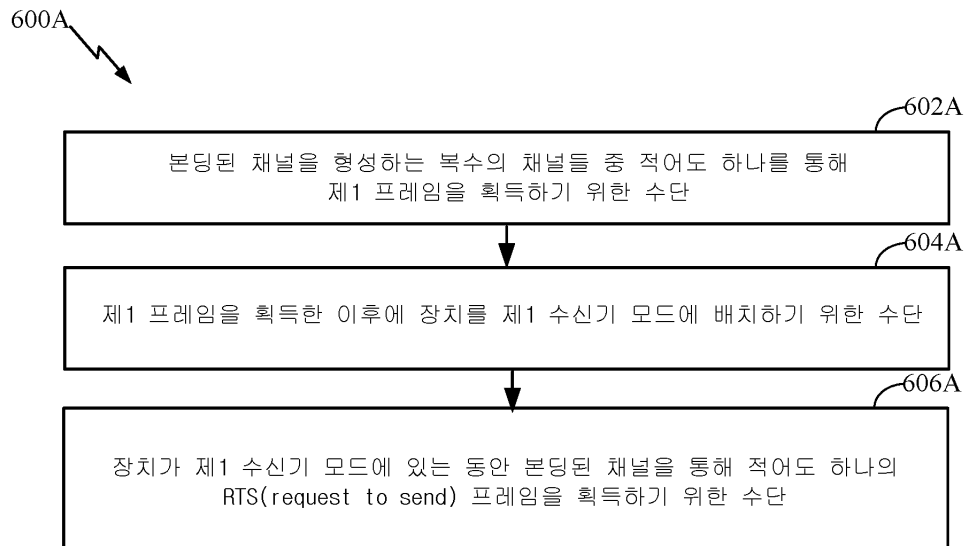 600A
602A
본딩된 채널을 형성하는 복수의 채널들 중 적어도 하나를 통해
제1 프레임을 획득하기 위한 수단
604A
제1 프레임을 획득한 이후에 장치를 제1 수신기 모드에 배치하기 위한 수단
606A
장치가 제1 수신기 모드에 있는 동안 본딩된 채널을 통해 적어도 하나의
RTS(request to send) 프레임을 획득하기 위한 수단